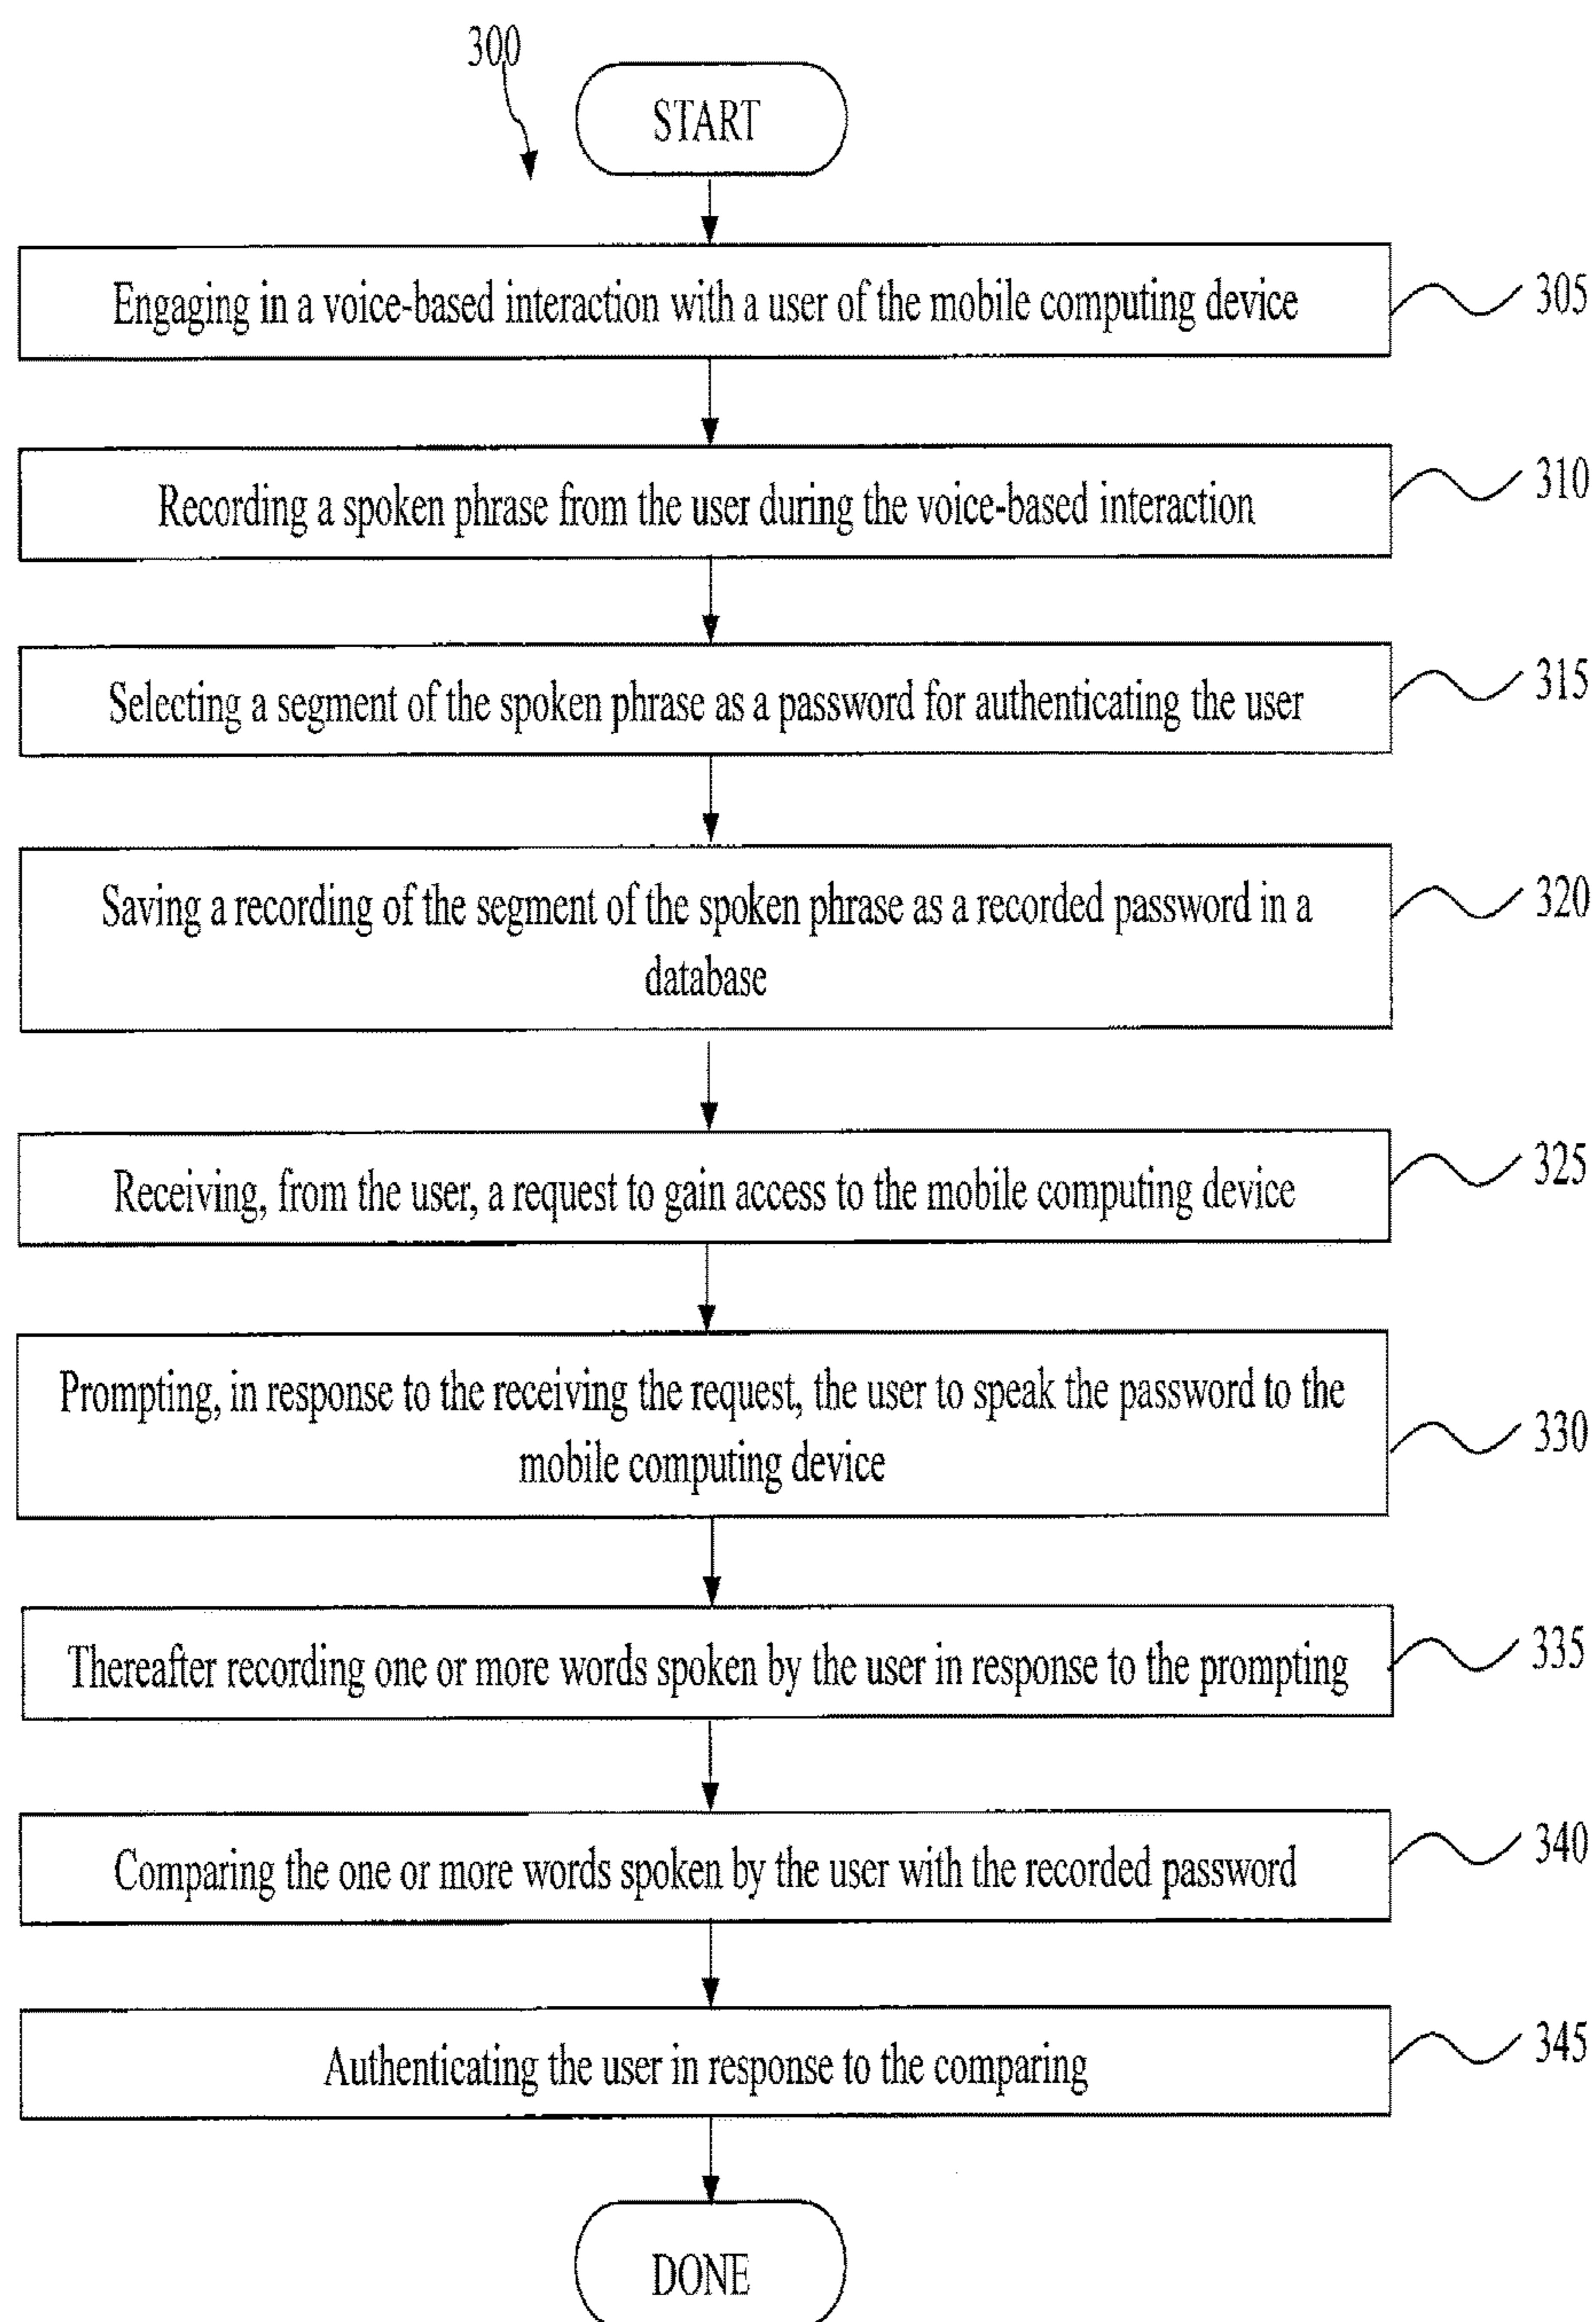 300
START
Engaging in a voice-based interaction with a user of the mobile computing device
305
Recording a spoken phrase from the user during the voice-based interaction
310
Selecting a segment of the spoken phrase as a password for authenticating the user
315
Saving a recording of the segment of the spoken phrase as a recorded password in a
database
320
Receiving, from the user, a request to gain access to the mobile computing device
325
Prompting, in response to the receiving the request, the user to speak the password to the
mobile computing device
330
Thereafter recording one or more words spoken by the user in response to the prompting
335
Comparing the one or more words spoken by the user with the recorded password
340
Authenticating the user in response to the comparing
345
DONE